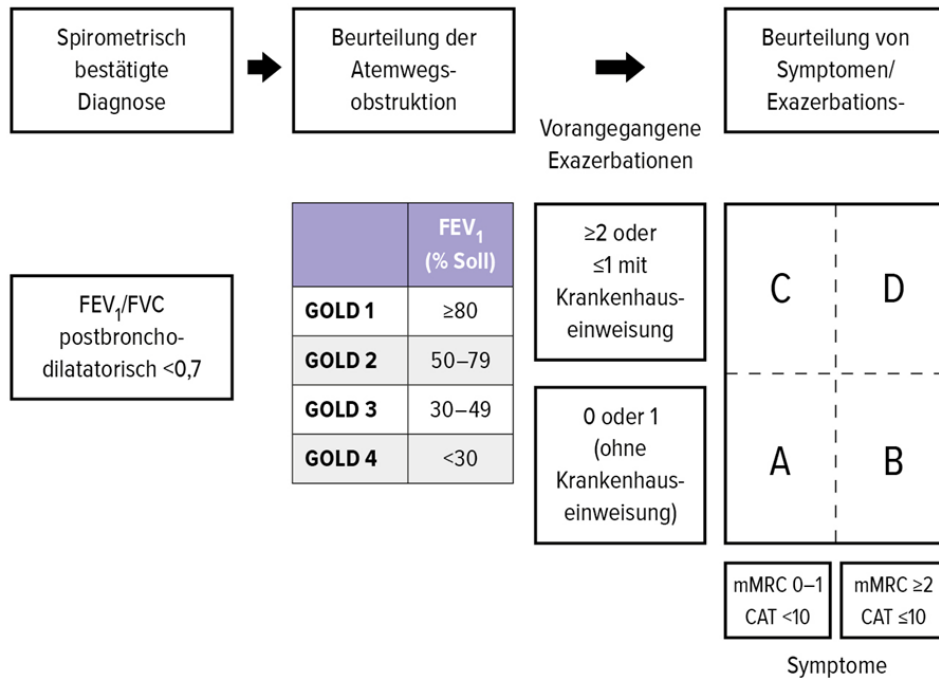 Spirometrisch
bestätigte
Diagnose
Beurteilung der
Atemwegs-
obstruktion
Vorangegangene
Exazerbationen
Beurteilung von
Symptomen/
Exazerbations-
FEV1/FVC
postbroncho-
dilatatorisch <0,7
FEV1
(% Soll)
GOLD 1 ≥80
GOLD 2 50–79
GOLD 3 30–49
GOLD 4 <30
≥2 oder
≤1 mit
Krankenhaus-
einweisung
0 oder 1
(ohne
Krankenhaus-
einweisung)
C D
A B
mMRC 0–1
CAT <10
mMRC ≥2
CAT ≤10
Symptome